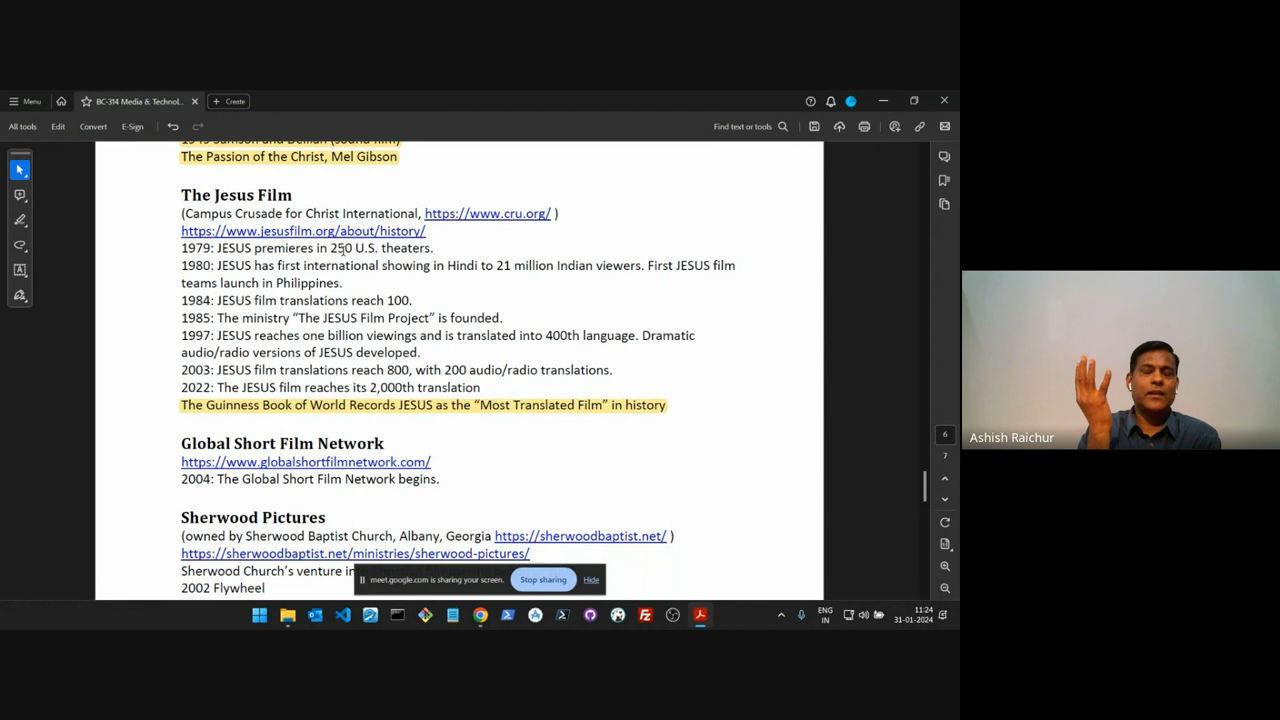 Menu
BC-314 Media & Technol...
Create
All tools
Edit
Convert
E-Sign
Find text or tools
The Passion of the Christ, Mel Gibson
The Jesus Film
(Campus Crusade for Christ International, https://www.cru.org/ )
https://www.jesusfilm.org/about/history/
1979: JESUS premieres in 250 U.S. theaters.
1980: JESUS has first international showing in Hindi to 21 million Indian viewers. First JESUS film
teams launch in Philippines.
1984: JESUS film translations reach 100.
1985: The ministry “The JESUS Film Project” is founded.
1997: JESUS reaches one billion viewings and is translated into 400th language. Dramatic
audio/radio versions of JESUS developed.
2003: JESUS film translations reach 800, with 200 audio/radio translations.
2022: The JESUS film reaches its 2,000th translation
The Guinness Book of World Records JESUS as the “Most Translated Film” in history
Global Short Film Network
https://www.globalshortfilmnetwork.com/
2004: The Global Short Film Network begins.
Sherwood Pictures
(owned by Sherwood Baptist Church, Albany, Georgia https://sherwoodbaptist.net/ )
https://sherwoodbaptist.net/ministries/sherwood-pictures/
Sherwood Church’s venture in
2002 Flywheel
meet.google.com is sharing your screen.
Stop sharing
Hide
6
7
ENG
IN
11:24
31-01-2024
Ashish Raichur